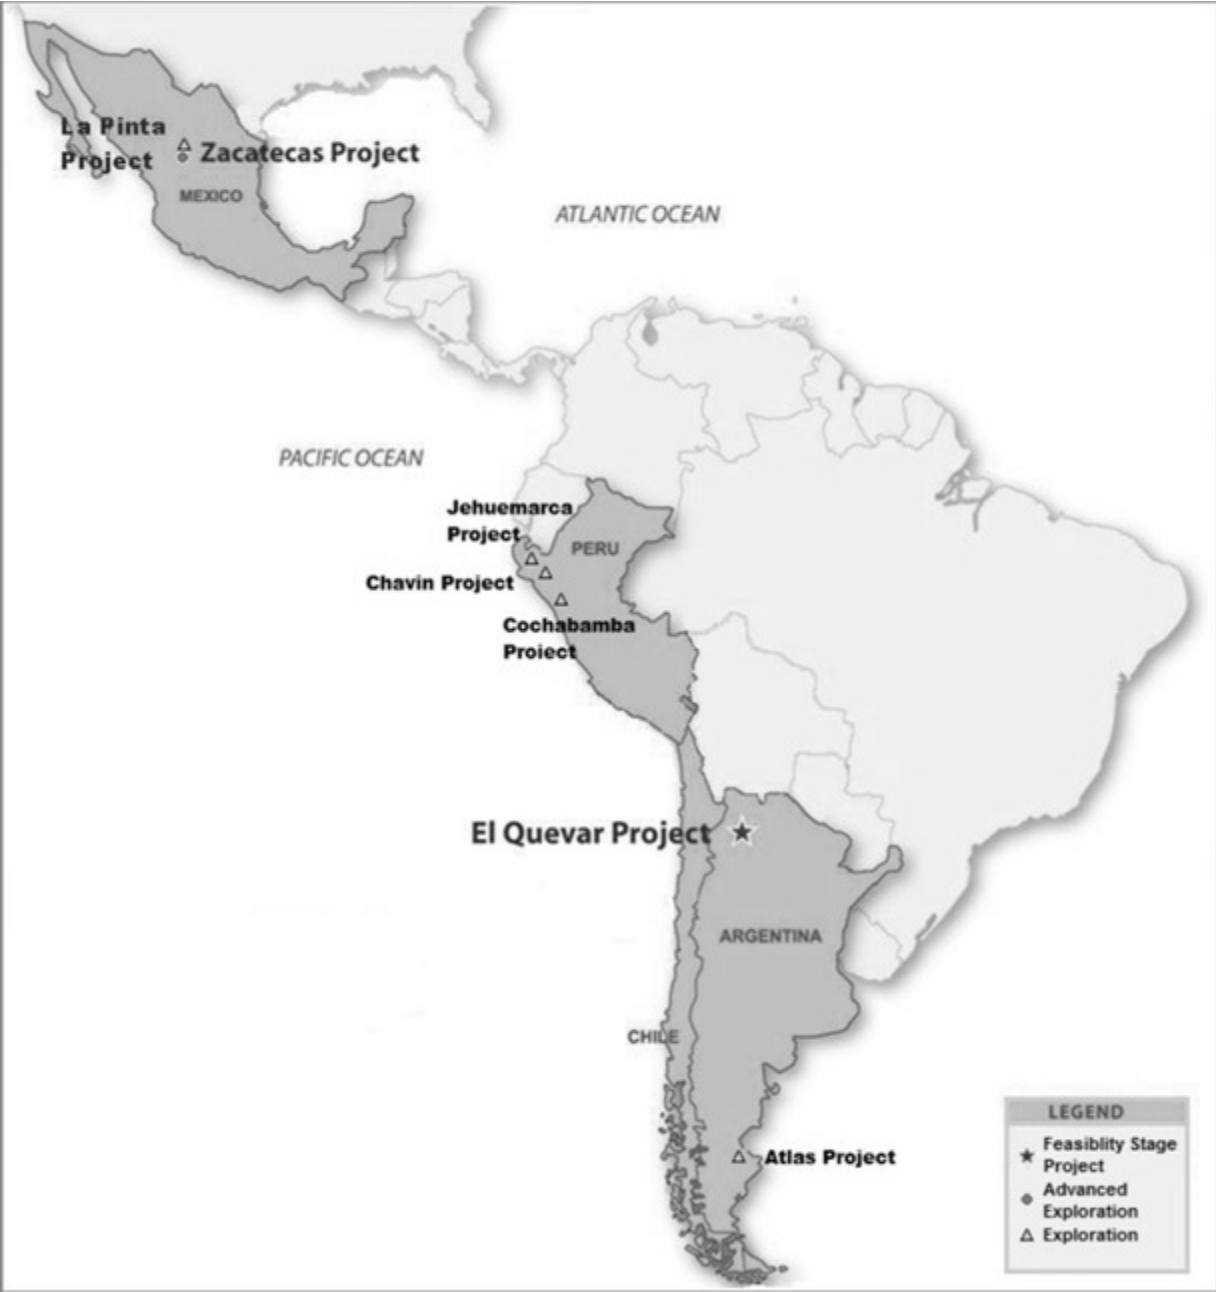 La Pinta
Project
Zacatecas Project
MEXICO
ATLANTIC OCEAN
PACIFIC OCEAN
Jehuemarca
Project
PERU
Chavin Project
Cochabamba
Proiect
El Quevar Project
ARGENTINA
CHILE
Atlas Project
LEGEND
Feasiblity Stage
Project
Advanced
Exploration
Exploration